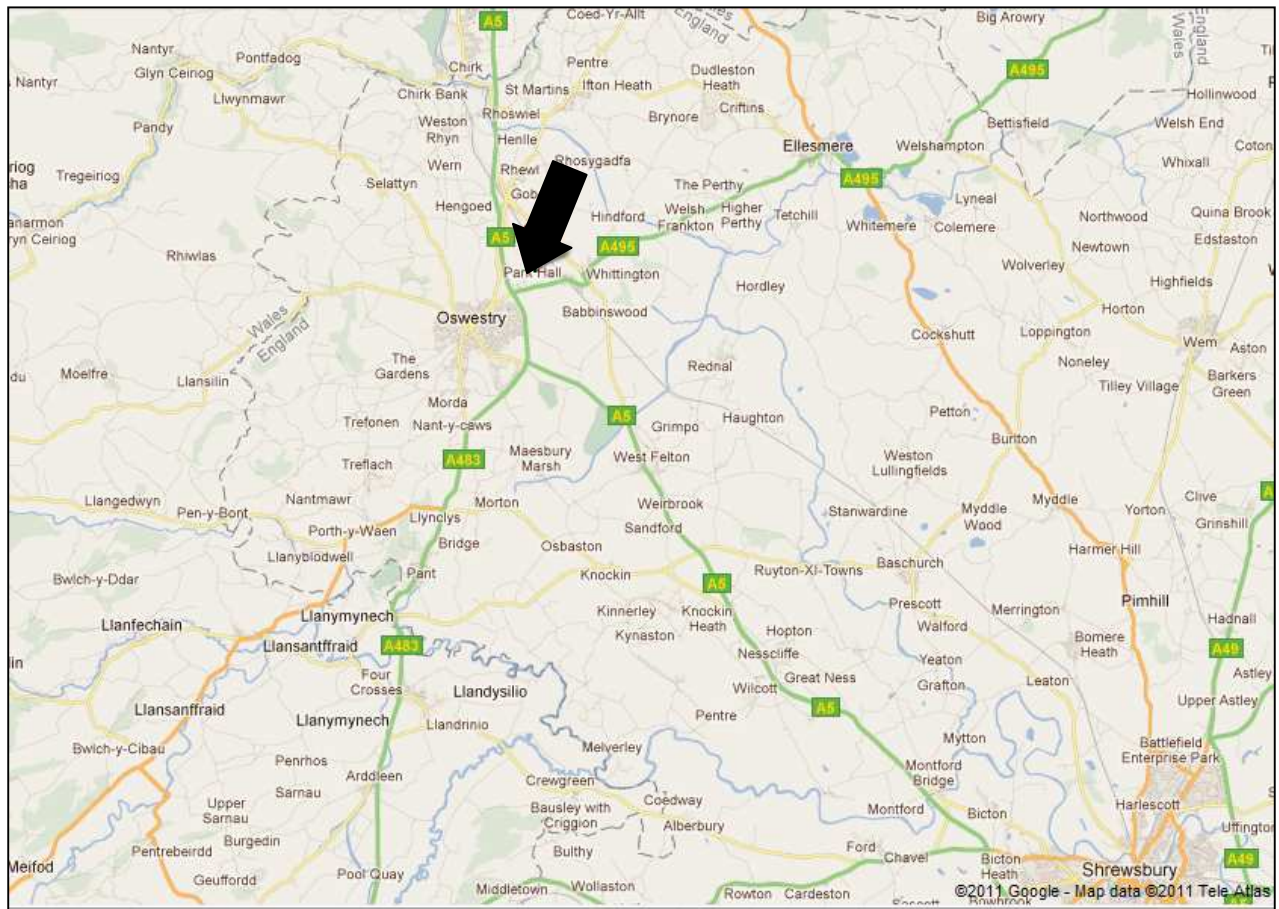 A5
Coed-Yr-Allt
Wales
England
Big Arowry
England
Wales
Nantyr
Pontfadog
Glyn Ceiriog
Nantyr
Chirk
Pentre
Dudleston
Heath
A495
Llwynmawr
Chirk Bank
St Martins
Ifton Heath
Hollinwood
Criftins
Weston
Rhyn
Rhoswiel
Brynore
Bettisfield
Welsh End
Pandy
Henlle
Ellesmere
Welshampton
Coton
Wern
Rhewl
Rhosygadfa
Whixall
Tregeiriog
Selattyn
Gob
The Perthy
A495
Lyneal
Hengoed
Hindford
Welsh
Frankton
Higher
Perthy
Tetchill
Whitemere
Colemere
Northwood
Quina Brook
Rhiwlas
A5
A495
Newtown
Edstaston
Park Hall
Whittington
Wolverley
Hordley
Highfields
Wales
England
Oswestry
Babbinswood
Horton
Cockshutt
Loppington
Wem
Aston
The
Gardens
Rednal
Noneley
Moelfre
Llansilin
Tilley Village
Barkers
Green
Morda
A5
Haughton
Petton
Trefonen
Nant-y-caws
Grimpo
Burlton
Treflach
A483
Maesbury
Marsh
West Felton
Weston
Lullingfields
Llangedwyn
Pen-y-Bont
Nantmawr
Morton
Weirbrook
Stanwardine
Myddle
Wood
Myddle
Yorton
Clive
Grinshill
Porth-y-Waen
Llynclys
Sandford
Llanyblodwel
Bridge
Osbaston
Harmer Hill
Bwlch-y-Ddar
Pant
Knockin
A5
Ruyton-XI-Towns
Baschurch
Llanfechain
Llanymynech
Kinnerley
Knockin
Heath
Prescott
Merrington
Pimhill
Llansantffraid
A483
Kynaston
Hopton
Walford
Bomere
Heath
Hadnall
Nesscliffe
A49
Four
Crosses
Great Ness
Yeaton
Astley
Llandysilio
Wilcott
Grafton
Leaton
Llansanffraid
Llanymynech
Llandrinio
Pentre
A5
Upper Astley
Bwlch-y-Cibau
Melverley
Mytton
Battlefield
Enterprise Park
Penrhos
Arddleen
Crewgreen
Montford
Bridge
Sarnau
Upper
Sarnau
Bausley with
Criggion
Coedway
Montford
Bicton
Harlescott
Burgedin
Alberbury
Uffington
Meifod
Pentrebeirdd
Bulthy
Ford
Chavel
Bicton
Heath
A49
Geuffordd
Pool Quay
Shrewsbury
Middletown
Wollaston
Rowton
Cardeston
©2011 Google - Map data ©2011 Tele Atlas